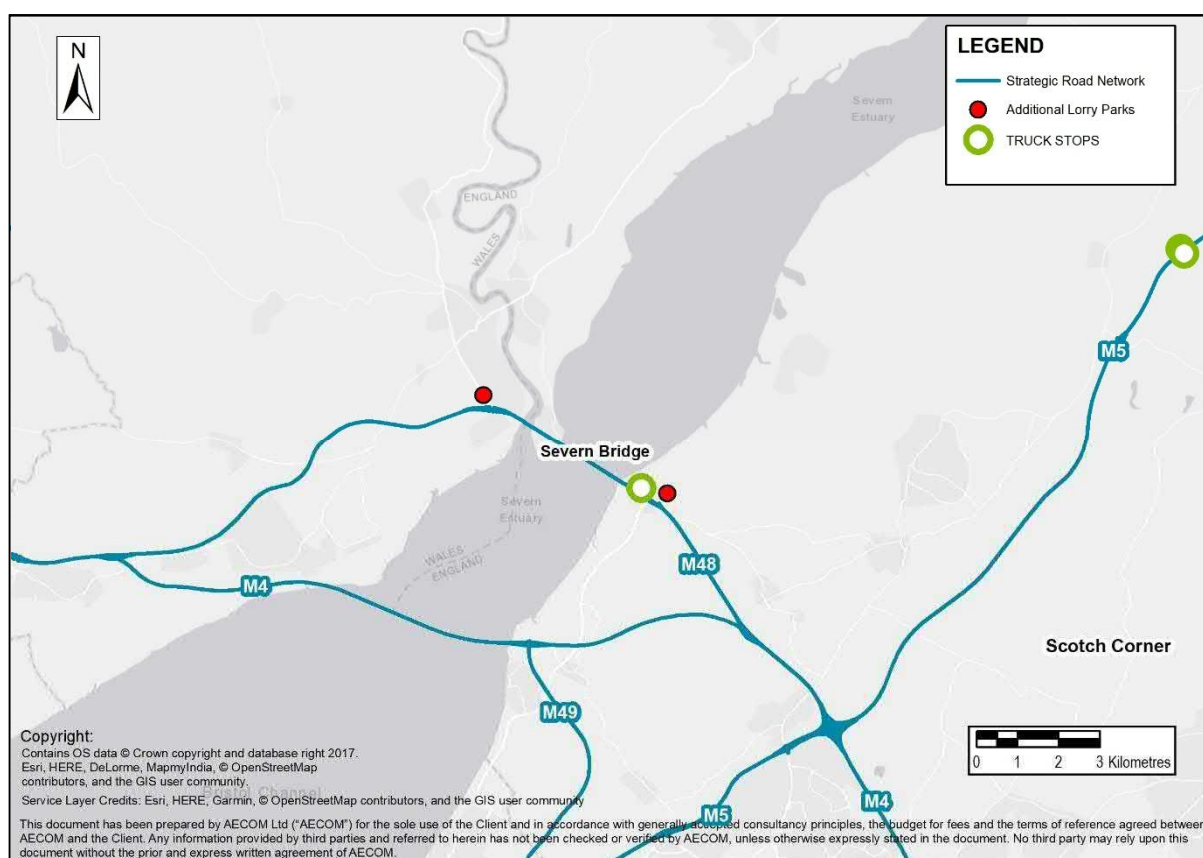 N
LEGEND
Strategic Road Network
Additional Lorry Parks
TRUCK STOPS
Severn
Estuary
ENGLAND
WALES
M5
Severn Bridge
Severn
Estuary
WALES
ENGLAND
M48
M4
Scotch Corner
M49
M5
M4
0 1 2 3 Kilometres
Copyright:
Contains OS data © Crown copyright and database right 2017.
Esri, HERE, DeLorme, MapmyIndia, © OpenStreetMap
contributors, and the GIS user community.
Bristol Channel
Service Layer Credits: Esri, HERE, Garmin, © OpenStreetMap contributors, and the GIS user community
This document has been prepared by AECOM Ltd (“AECOM”) for the sole use of the Client and in accordance with generally accepted consultancy principles, the budget for fees and the terms of reference agreed between
AECOM and the Client. Any information provided by third parties and referred to herein has not been checked or verified by AECOM, unless otherwise expressly stated in the document. No third party may rely upon this
document without the prior and express written agreement of AECOM.